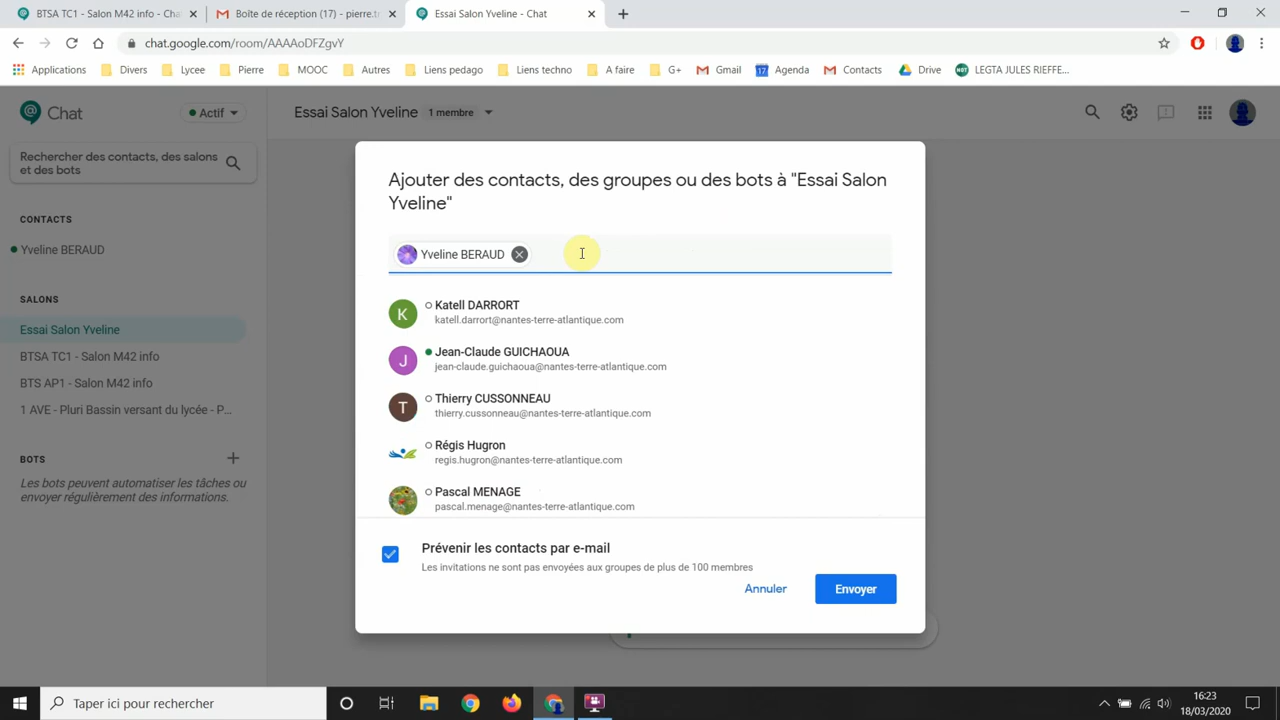 BTSA TC1 - Salon M42 info - Cha
Boîte de réception (17) - pierre.t
Essai Salon Yveline - Chat
chat.google.com/room/AAAAoDFZgvY
Applications Divers Lycee Pierre MOOC Autres Liens pedago Liens techno A faire G+ Gmail 17 Agenda Contacts Drive LEGTA JULES RIEFFE...
Chat
Actif
Essai Salon Yveline 1 membre
Rechercher des contacts, des salons
et des bots
CONTACTS
Yveline BERAUD
SALONS
Essai Salon Yveline
BTSA TC1 - Salon M42 info
BTS AP1 - Salon M42 info
1 AVE - Pluri Bassin versant du lycée - P...
BOTS
Les bots peuvent automatiser les tâches ou
envoyer régulièrement des informations.
Ajouter des contacts, des groupes ou des bots à "Essai Salon
Yveline"
Yveline BERAUD
K
Katell DARRORT
katell.darrort@nantes-terre-atlantique.com
J
Jean-Claude GUICHAOUA
jean-claude.guichaoua@nantes-terre-atlantique.com
T
Thierry CUSSONNEAU
thierry.cussonneau@nantes-terre-atlantique.com
Régis Hugron
regis.hugron@nantes-terre-atlantique.com
Pascal MENAGE
pascal.menage@nantes-terre-atlantique.com
Prévenir les contacts par e-mail
Les invitations ne sont pas envoyées aux groupes de plus de 100 membres
Annuler
Envoyer
Taper ici pour rechercher
16:23
18/03/2020